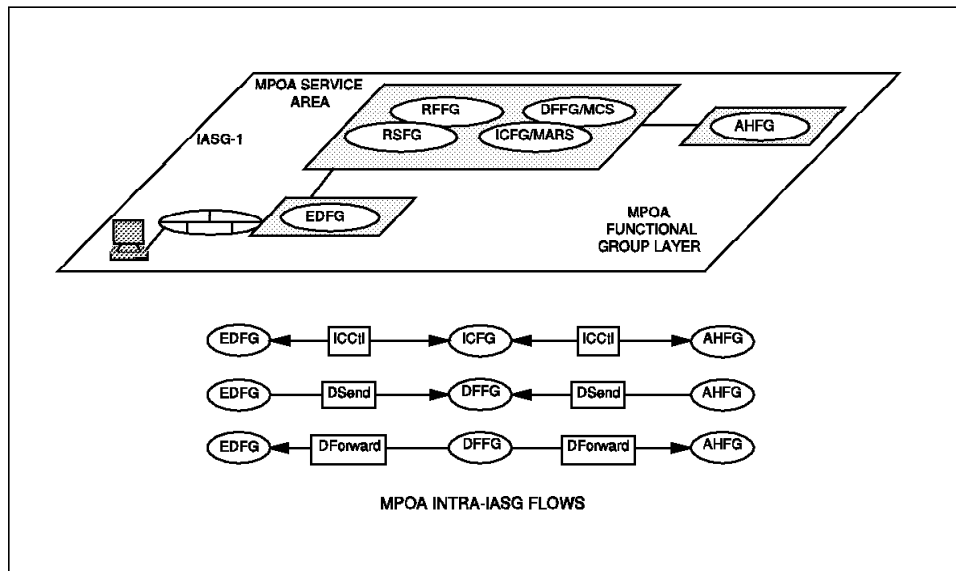 MPOA SERVICE
AREA
RFFG
DFFG/MCS
RSFG
ICFG/MARS
AHFG
IASG-1
EDFG
MPOA
FUNCTIONAL
GROUP LAYER
EDFG ICCtl ICFG ICCtl AHFG
EDFG DSend DFFG DSend AHFG
EDFG DForward DFFG DForward AHFG
MPOA INTRA-IASG FLOWS